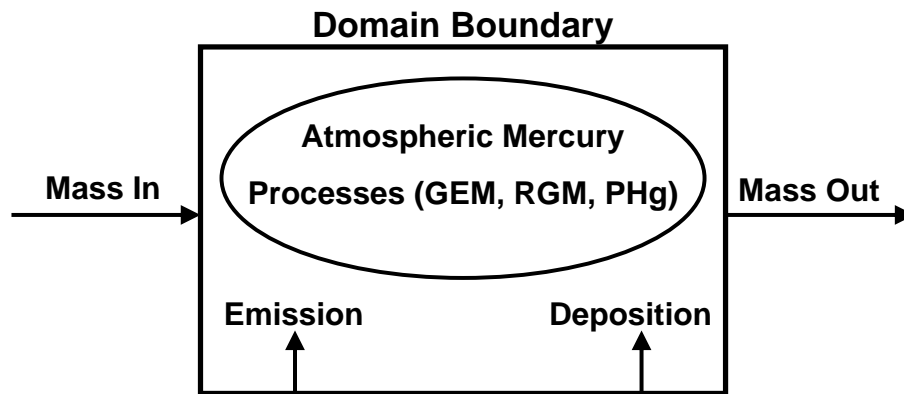 Domain Boundary
Atmospheric Mercury
Processes (GEM, RGM, PHg)
Mass In
Mass Out
Emission
Deposition